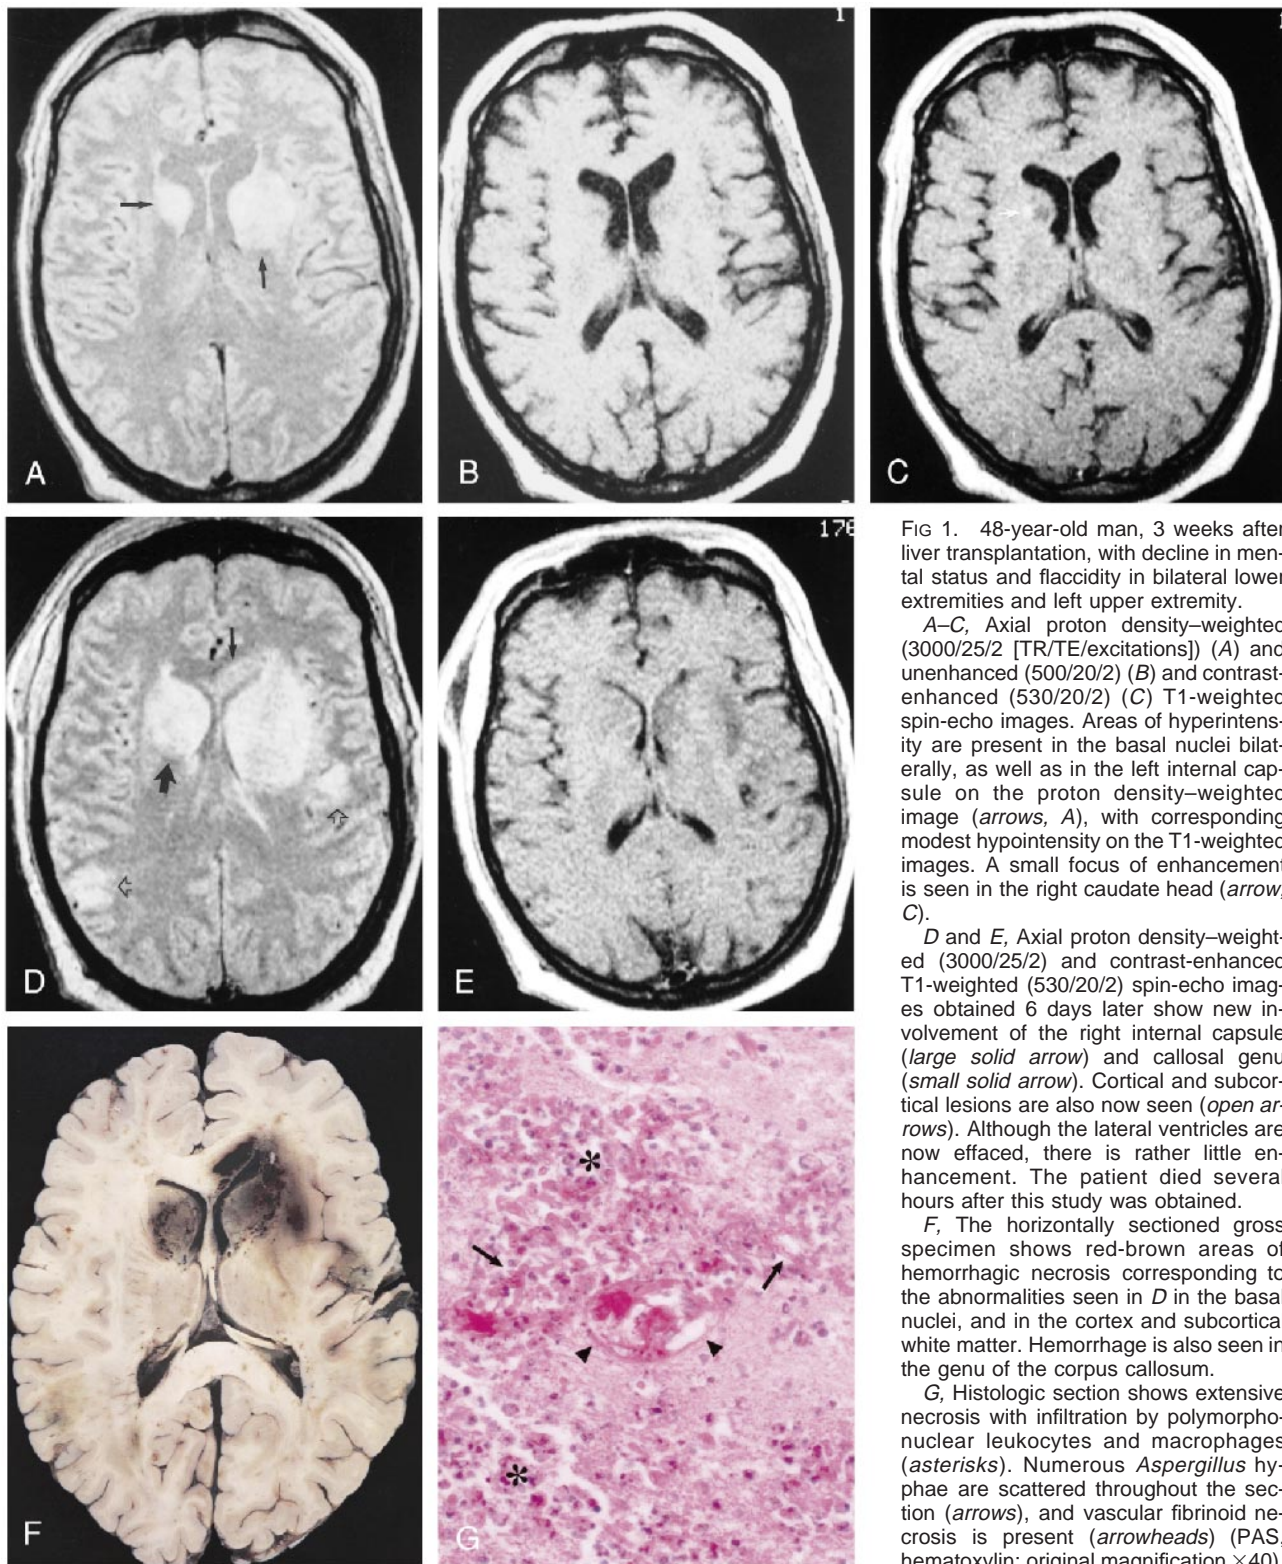 1
A
B
C
178
D
E
F
G
FIG 1. 48-year-old man, 3 weeks after
liver transplantation, with decline in men-
tal status and flaccidity in bilateral lower
extremities and left upper extremity.
A–C, Axial proton density–weighted
(3000/25/2 [TR/TE/excitations]) (A) and
unenhanced (500/20/2) (B) and contrast-
enhanced (530/20/2) (C) T1-weighted
spin-echo images. Areas of hyperintens-
ity are present in the basal nuclei bilat-
erally, as well as in the left internal cap-
sule on the proton density–weighted
image (arrows, A), with corresponding
modest hypointensity on the T1-weighted
images. A small focus of enhancement
is seen in the right caudate head (arrow,
C).
D and E, Axial proton density–weight-
ed (3000/25/2) and contrast-enhanced
T1-weighted (530/20/2) spin-echo imag-
es obtained 6 days later show new in-
volvement of the right internal capsule
(large solid arrow) and callosal genu
(small solid arrow). Cortical and subcor-
tical lesions are also now seen (open ar-
rows). Although the lateral ventricles are
now effaced, there is rather little en-
hancement. The patient died several
hours after this study was obtained.
F, The horizontally sectioned gross
specimen shows red-brown areas of
hemorrhagic necrosis corresponding to
the abnormalities seen in D in the basal
nuclei, and in the cortex and subcortical
white matter. Hemorrhage is also seen in
the genu of the corpus callosum.
G, Histologic section shows extensive
necrosis with infiltration by polymorpho-
nuclear leukocytes and macrophages
(asterisks). Numerous Aspergillus hy-
phae are scattered throughout the sec-
tion (arrows), and vascular fibrinoid ne-
crosis is present (arrowheads) (PAS,
hematoxylin; original magnification ×40).